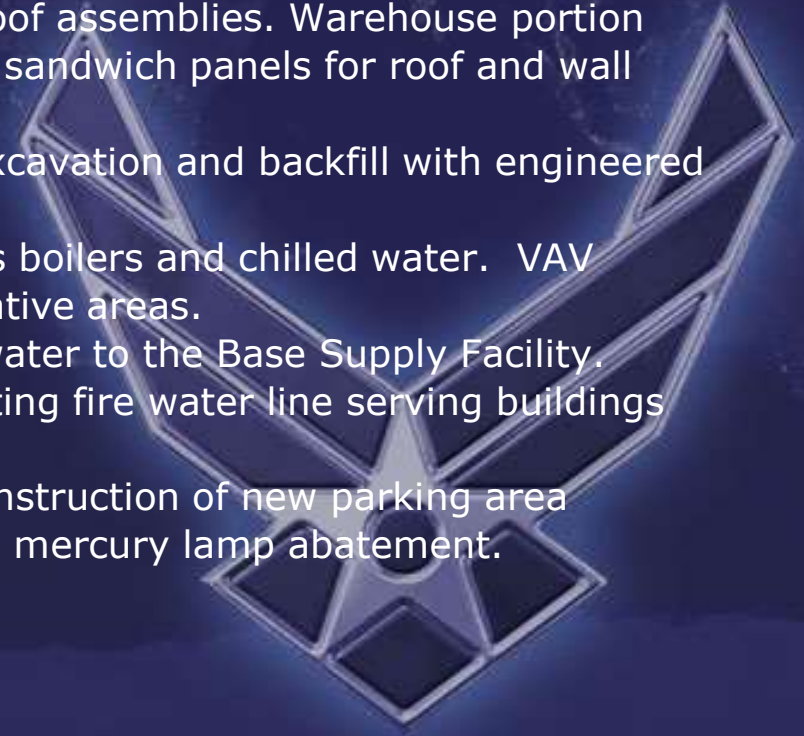 oof assemblies. Warehouse portion
sandwich panels for roof and wall
xcavation and backfill with engineered
s boilers and chilled water.  VAV
ative areas.
vater to the Base Supply Facility.
ting fire water line serving buildings
nstruction of new parking area
mercury lamp abatement.